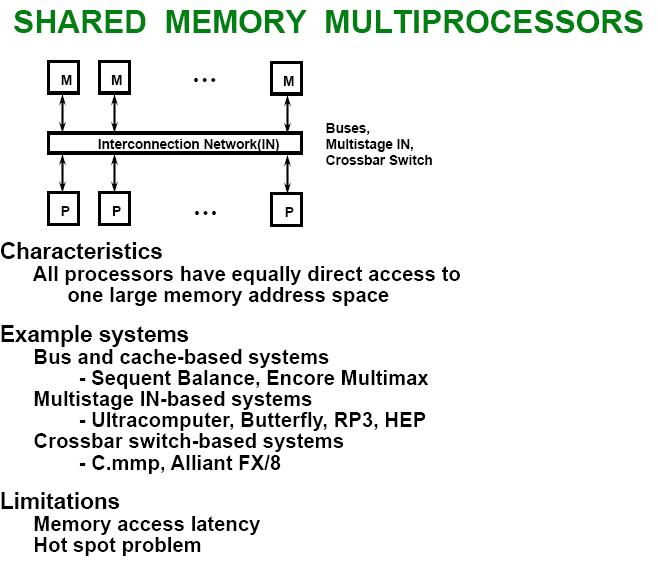 SHARED MEMORY MULTIPROCESSORS
M M ... M
Interconnection Network(IN)
Buses,
Multistage IN,
Crossbar Switch
P P ... P
Characteristics
All processors have equally direct access to
one large memory address space
Example systems
Bus and cache-based systems
- Sequent Balance, Encore Multimax
Multistage IN-based systems
- Ultracomputer, Butterfly, RP3, HEP
Crossbar switch-based systems
- C.mmp, Alliant FX/8
Limitations
Memory access latency
Hot spot problem